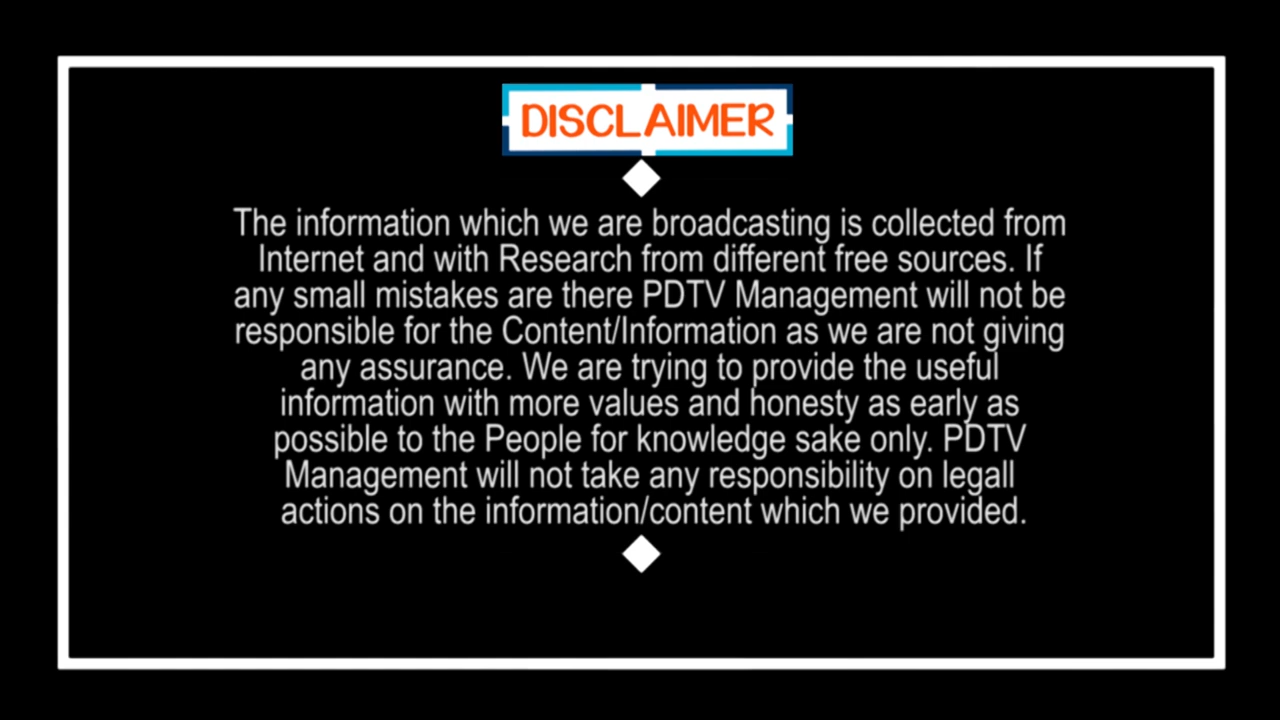 DISCLAIMER
The information which we are broadcasting is collected from
Internet and with Research from different free sources. If
any small mistakes are there PDTV Management will not be
responsible for the Content/Information as we are not giving
any assurance. We are trying to provide the useful
information with more values and honesty as early as
possible to the People for knowledge sake only. PDTV
Management will not take any responsibility on legall
actions on the information/content which we provided.